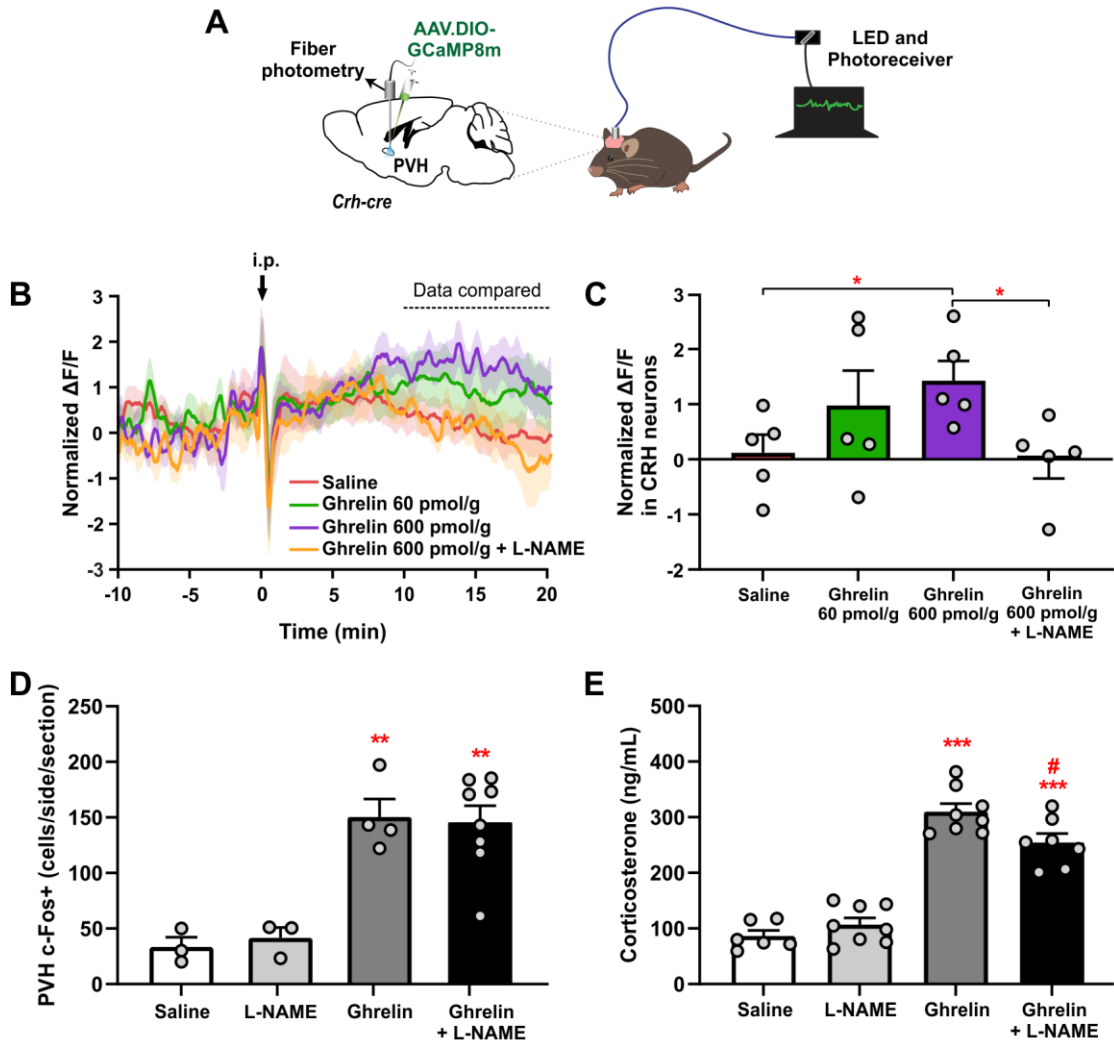 A
AAV.DIO-
GCaMP8m
Fiber
photometry
PVH
Crh-cre
LED and
Photoreceiver
B
i.p.
Data compared
Normalized ΔF/F
3
2
1
0
-1
-2
-3
Saline
Ghrelin 60 pmol/g
Ghrelin 600 pmol/g
Ghrelin 600 pmol/g + L-NAME
-10
-5
0
5
10
15
20
Time (min)
C
*
*
Normalized ΔF/F
in CRH neurons
3
2
1
0
-1
-2
Saline
Ghrelin
60 pmol/g
Ghrelin
600 pmol/g
Ghrelin
600 pmol/g
+ L-NAME
D
PVH c-Fos+ (cells/side/section)
250
200
150
100
50
0
**
**
Saline
L-NAME
Ghrelin
Ghrelin
+ L-NAME
E
Corticosterone (ng/mL)
500
400
300
200
100
0
***
#
***
Saline
L-NAME
Ghrelin
Ghrelin
+ L-NAME